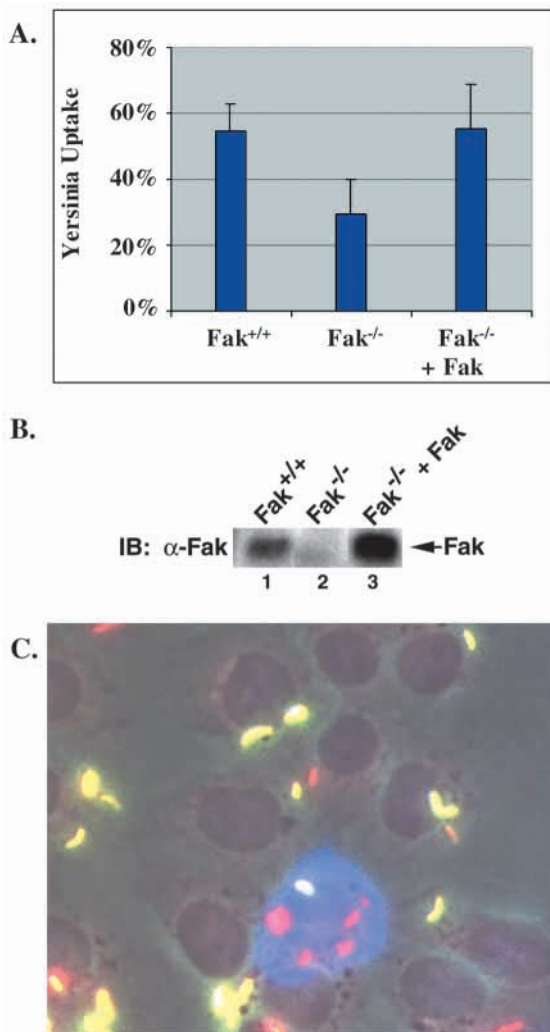 A.
80%
60%
40%
20%
0%
Yersinia Uptake
Fak+/+ Fak-/- Fak-/-
+ Fak
B.
Fak+/+ Fak-/- Fak-/- + Fak
IB: α-Fak Fak
1 2 3
C.